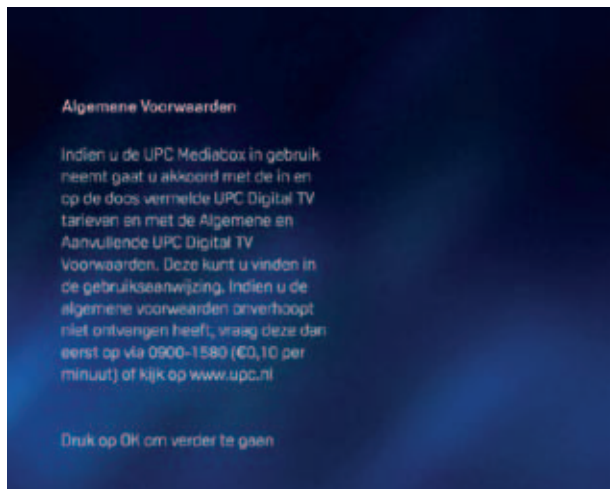 Algemene Voorwaarden
Indien u de UPC Mediabox in gebruik
neemt gaat u akkoord met de in en
op de doos vermelde UPC Digital TV
tarieven en met de Algemene en
Aanvullende UPC Digital TV
Voorwaarden. Deze kunt u vinden in
de gebruiksaanwijzing. Indien u de
algemene voorwaarden onverhoopt
niet ontvangen heeft, vraag deze dan
eerst op via 0900-1580 (€0,10 per
minuut) of kijk op www.upc.nl
Druk op OK om verder te gaan